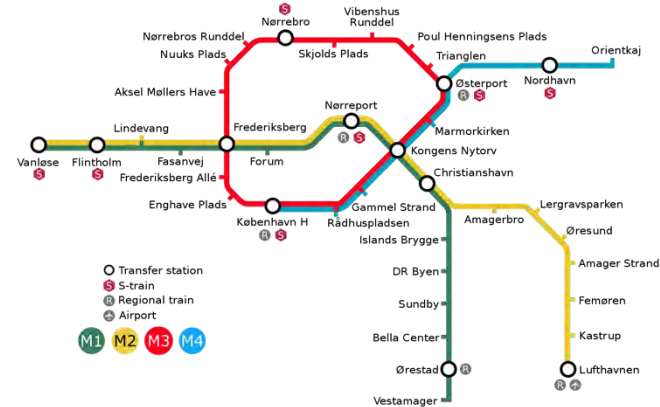 S
Nørrebro
Vibenshus
Runddel
Nørrebros Runddel
Poul Henningsens Plads
Orientkaj
Nuuks Plads
Skjolds Plads
Trianglen
Østerport
Nordhavn
R S
S
Aksel Møllers Have
Nørreport
R S
Marmorkirken
Lindevang
Frederiksberg
Kongens Nytorv
Vanløse
Flintholm
Fasanvej
Forum
S
S
Christianshavn
Frederiksberg Allé
Enghave Plads
Gammel Strand
Lergravsparken
København H
Rådhuspladsen
Amagerbro
R S
Islands Brygge
Øresund
Transfer station
DR Byen
Amager Strand
S S-train
R Regional train
Sundby
Femøren
Airport
M1 M2 M3 M4
Bella Center
Kastrup
Ørestad
R
Lufthavnen
R
Vestamager